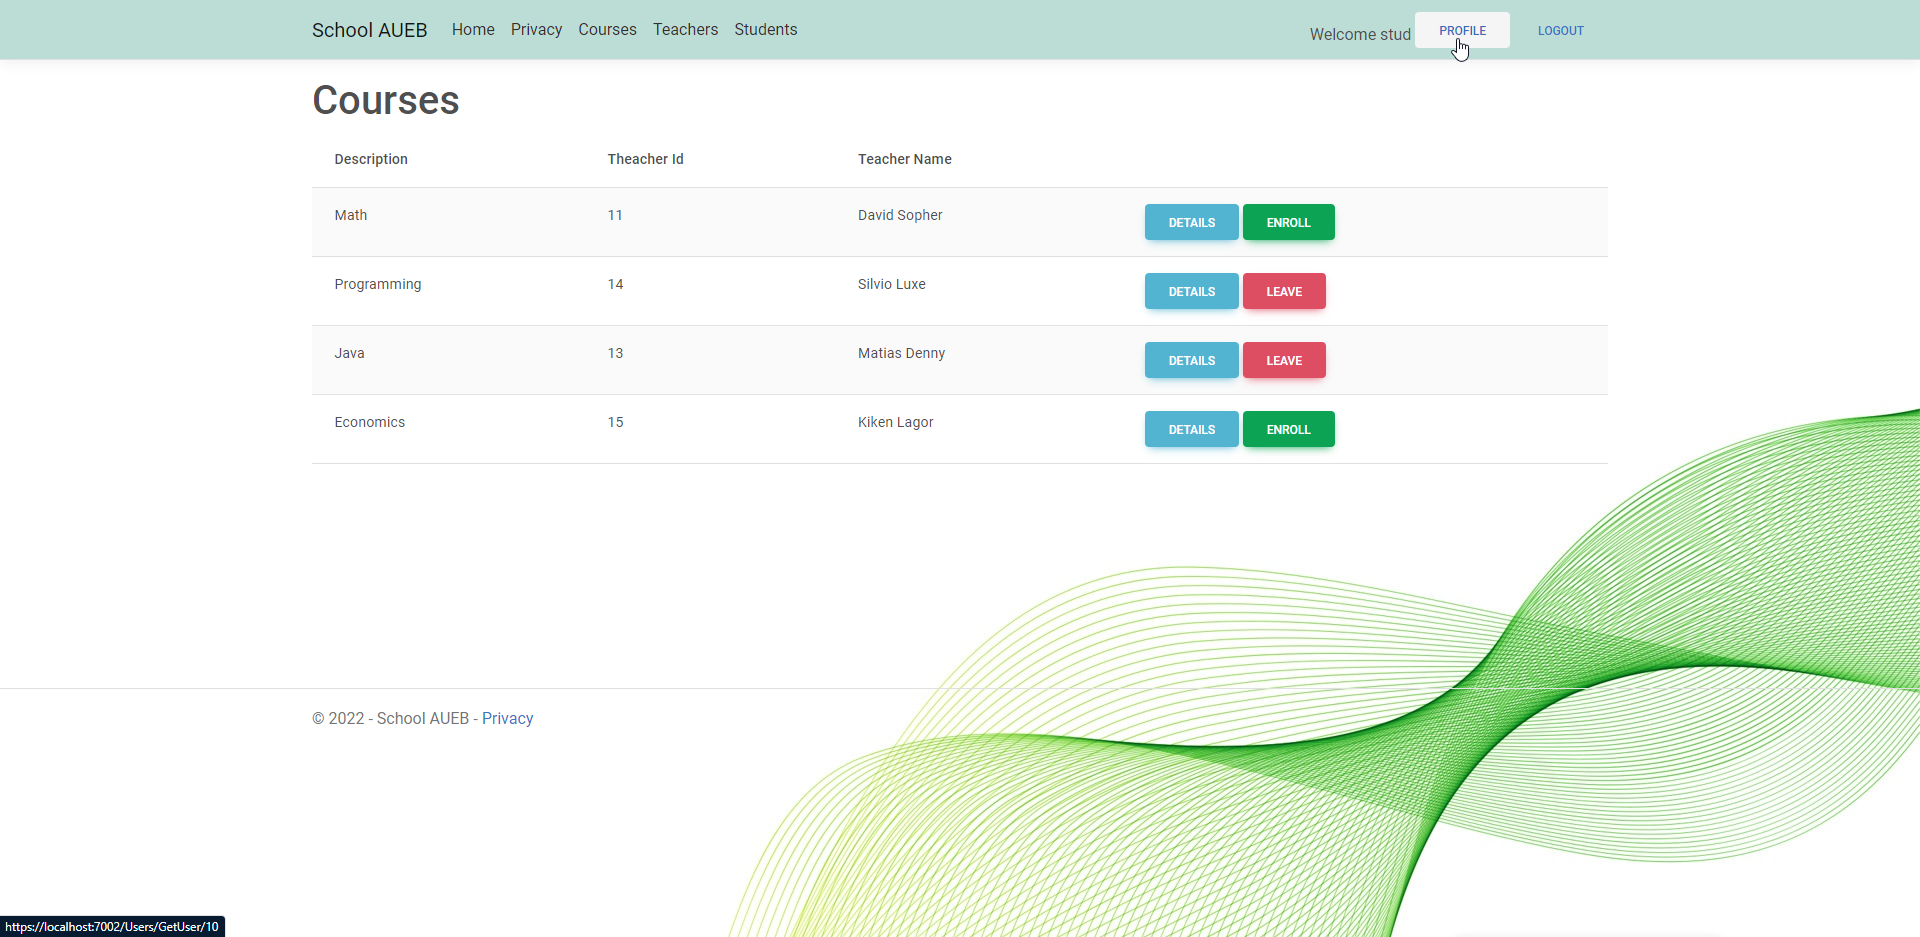 School AUEB Home Privacy Courses Teachers Students Welcome stud PROFILE LOGOUT
Courses
Description Theacher Id Teacher Name
Math 11 David Sopher DETAILS ENROLL
Programming 14 Silvio Luxe DETAILS LEAVE
Java 13 Matias Denny DETAILS LEAVE
Economics 15 Kiken Lagor DETAILS ENROLL
© 2022 - School AUEB - Privacy
https://localhost:7002/Users/GetUser/10